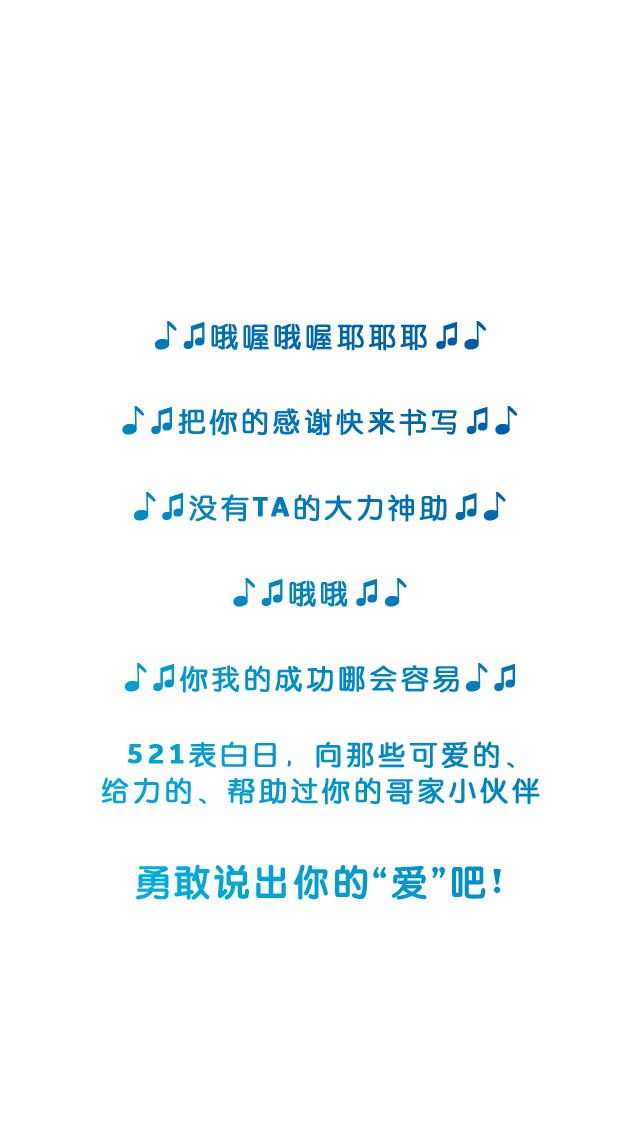 ♪♫哦喔哦喔耶耶耶♫♪
♪♫把你的感谢快来书写♫♪
♪♫没有TA的大力神助♫♪
♪♫哦哦♫♪
♪♫你我的成功哪会容易♪♫
521表白日，向那些可爱的、
给力的、帮助过你的哥家小伙伴
勇敢说出你的“爱”吧！